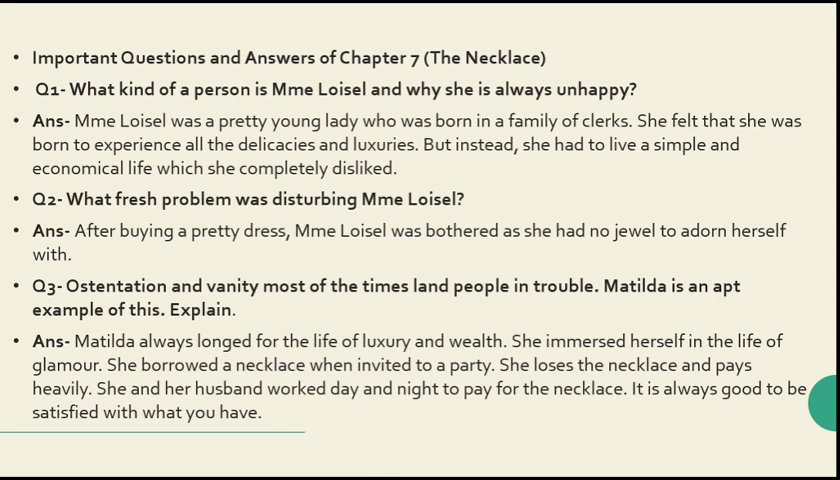 Important Questions and Answers of Chapter 7 (The Necklace)
Q1- What kind of a person is Mme Loisel and why she is always unhappy?
Ans- Mme Loisel was a pretty young lady who was born in a family of clerks. She felt that she was
born to experience all the delicacies and luxuries. But instead, she had to live a simple and
economical life which she completely disliked.
Q2- What fresh problem was disturbing Mme Loisel?
Ans- After buying a pretty dress, Mme Loisel was bothered as she had no jewel to adorn herself
with.
Q3- Ostentation and vanity most of the times land people in trouble. Matilda is an apt
example of this. Explain.
Ans- Matilda always longed for the life of luxury and wealth. She immersed herself in the life of
glamour. She borrowed a necklace when invited to a party. She loses the necklace and pays
heavily. She and her husband worked day and night to pay for the necklace. It is always good to be
satisfied with what you have.